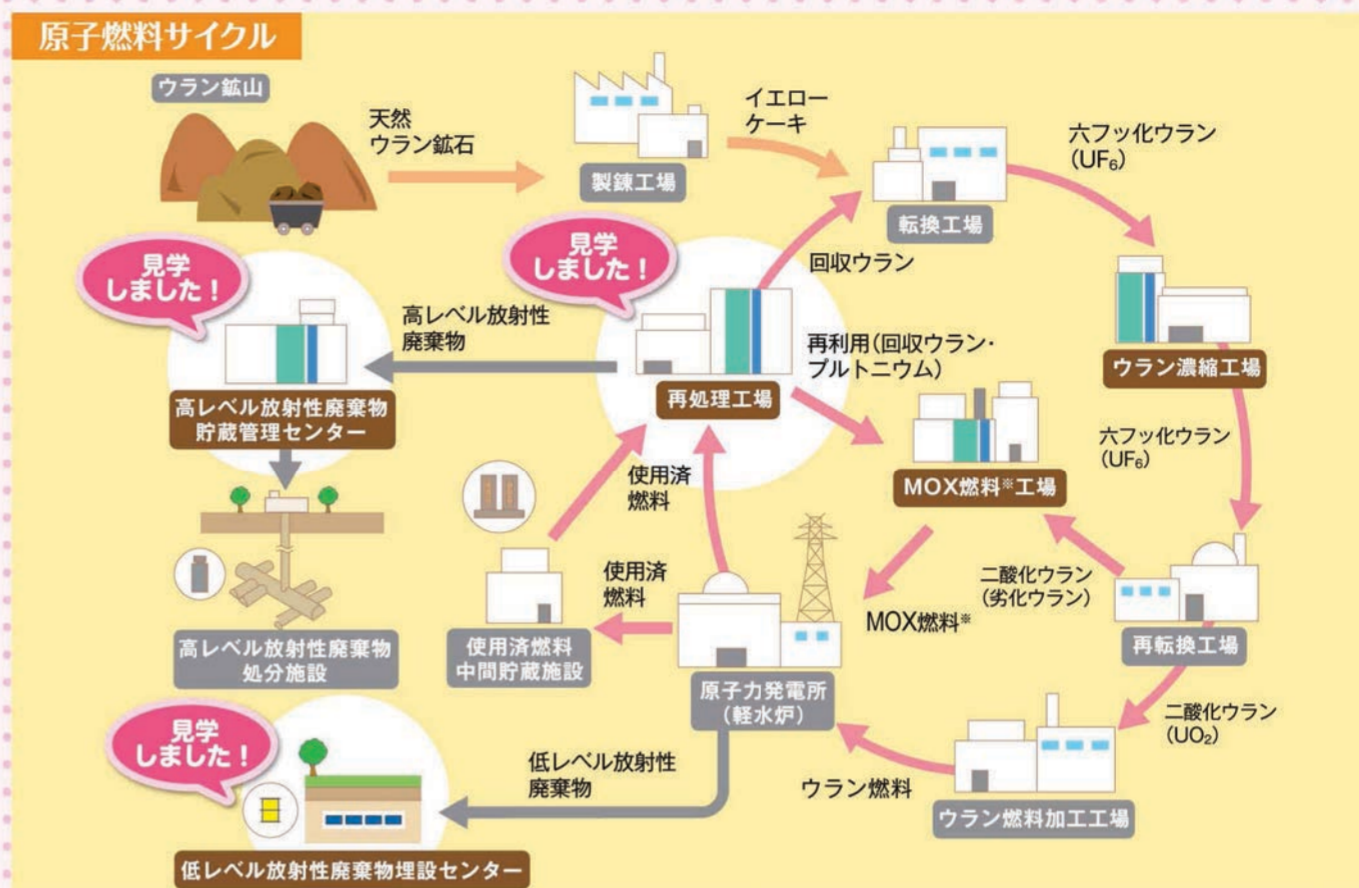 原子燃料サイクル
ウラン鉱山
天然
ウラン鉱石
製錬工場
イエロー
ケーキ
転換工場
六フッ化ウラン
(UF₆)
見学
しました!
見学
しました!
回収ウラン
高レベル放射性
廃棄物
再利用(回収ウラン・
プルトニウム)
ウラン濃縮工場
再処理工場
高レベル放射性廃棄物
貯蔵管理センター
六フッ化ウラン
(UF₆)
MOX燃料※工場
使用済
燃料
使用済
燃料
二酸化ウラン
(劣化ウラン)
MOX燃料※
再転換工場
高レベル放射性廃棄物
処分施設
使用済燃料
中間貯蔵施設
原子力発電所
(軽水炉)
二酸化ウラン
(UO₂)
見学
しました!
低レベル放射性
廃棄物
ウラン燃料
ウラン燃料加工工場
低レベル放射性廃棄物埋設センター